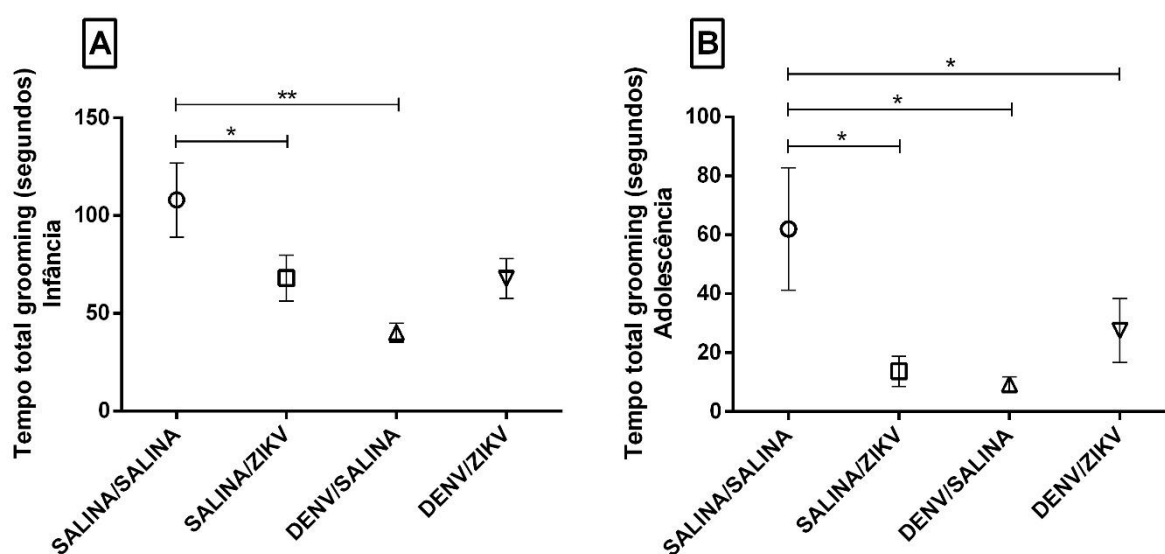 A
Tempo total grooming (segundos)
Infância
150
100
50
0
**
*
SALINA/SALINA
SALINA/ZIKV
DENV/SALINA
DENV/ZIKV
B
Tempo total grooming (segundos)
Adolescência
100
80
60
40
20
0
*
*
*
SALINA/SALINA
SALINA/ZIKV
DENV/SALINA
DENV/ZIKV